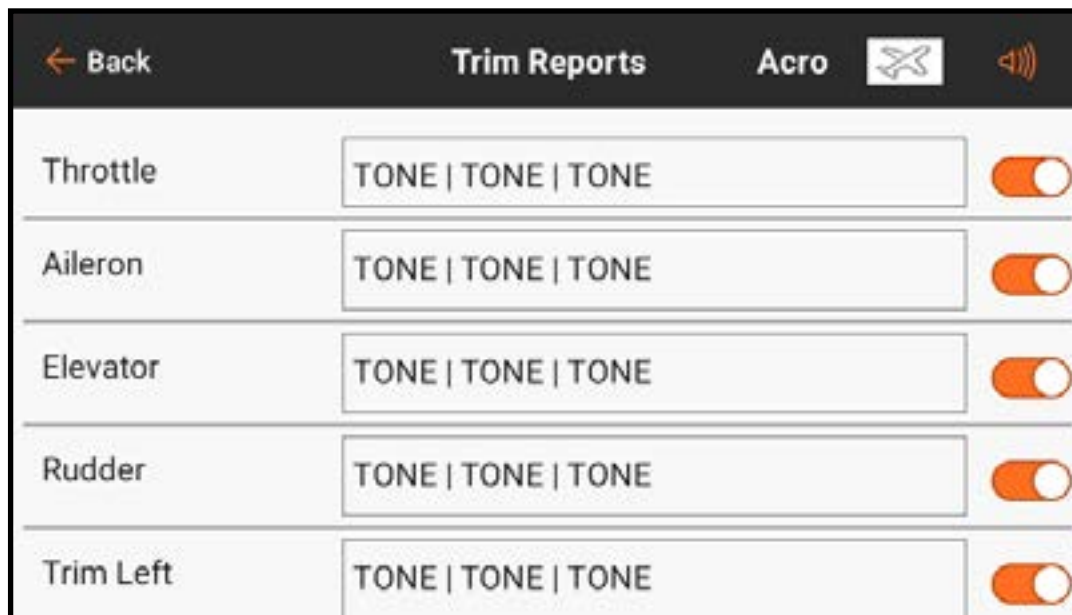 Back Trim Reports Acro
Throttle TONE | TONE | TONE
Aileron TONE | TONE | TONE
Elevator TONE | TONE | TONE
Rudder TONE | TONE | TONE
Trim Left TONE | TONE | TONE